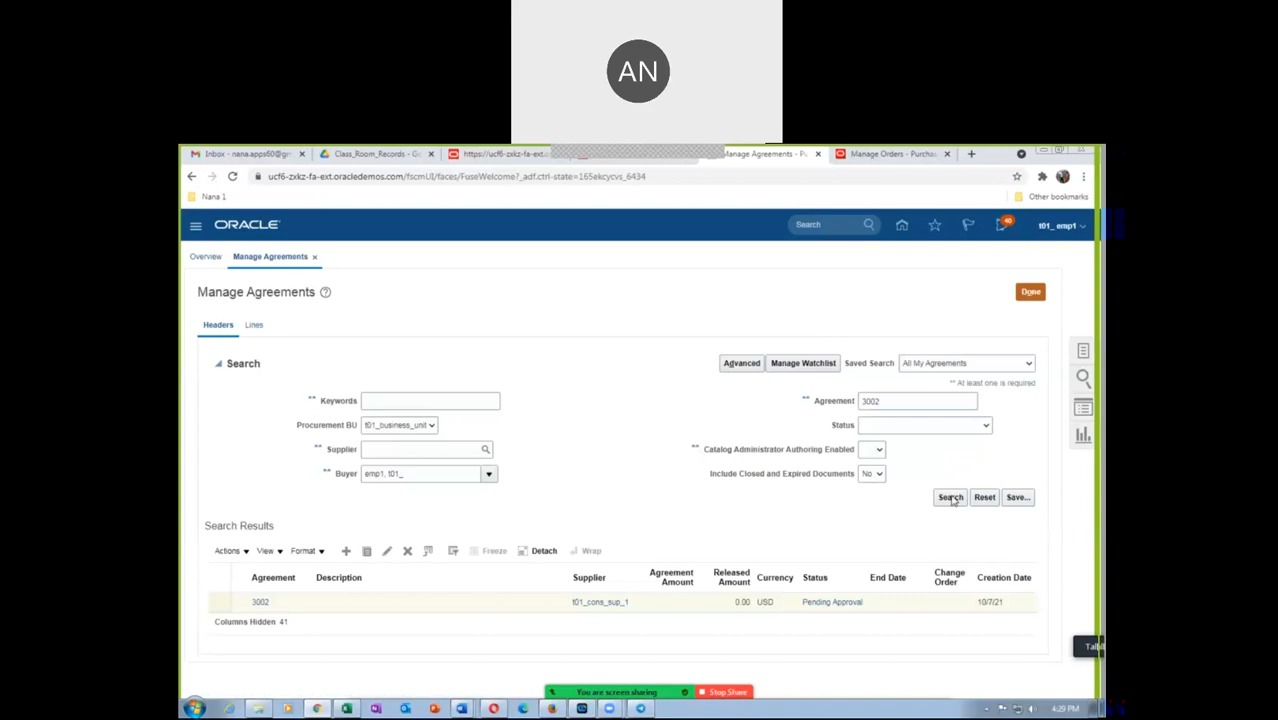 AN
Inbox - nana.apps60@gm
Class_Room_Records - Go
https://ucf6-zxkz-fa-ext.
Manage Agreements - Pu
Manage Orders - Purcha
ucf6-zxkz-fa-ext.oracledemos.com/fscmUI/faces/FuseWelcome?_adf.ctrl-state=165ekcycvs_6434
Nana 1
Other bookmarks
ORACLE
Search
40
t01_ emp1
Overview
Manage Agreements
Manage Agreements
Done
Headers
Lines
Search
Advanced
Manage Watchlist
Saved Search
All My Agreements
** At least one is required
** Keywords
** Agreement
3002
Procurement BU
t01_business_unit
Status
** Supplier
** Catalog Administrator Authoring Enabled
** Buyer
emp1, t01_
Include Closed and Expired Documents
No
Search
Reset
Save...
Search Results
Actions
View
Format
Freeze
Detach
Wrap
Agreement
Description
Supplier
Agreement Amount
Released Amount
Currency
Status
End Date
Change Order
Creation Date
3002
t01_cons_sup_1
0.00
USD
Pending Approval
10/7/21
Columns Hidden 41
You are screen sharing
Stop Share
4:29 PM